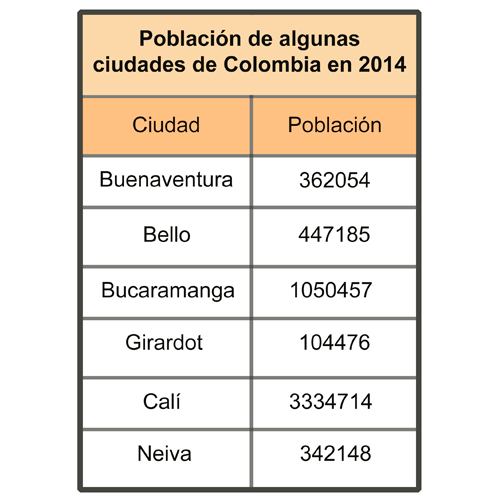 Población de algunas
ciudades de Colombia en 2014
Ciudad Población
Buenaventura 362054
Bello 447185
Bucaramanga 1050457
Girardot 104476
Calí 3334714
Neiva 342148